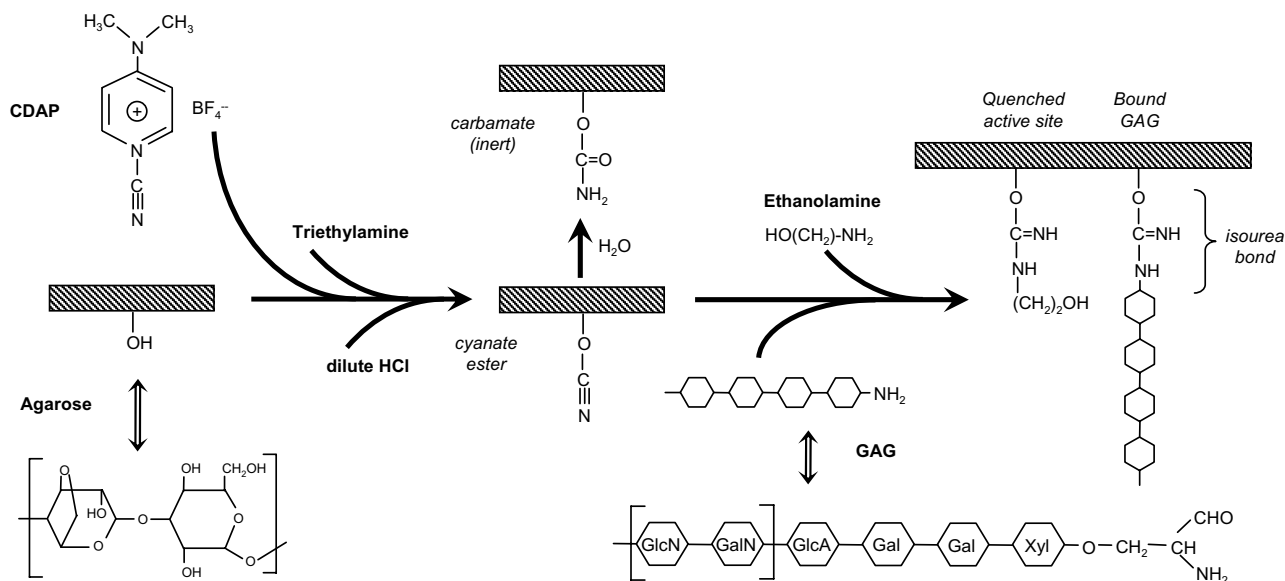 H₃C CH₃
N
CDAP
+
BF₄--
N
C
N
OH
Agarose
O
OH
HO
O
O
OH
CH₂OH
O
OH
O
Triethylamine
dilute HCl
carbamate
(inert)
O
C=O
NH₂
H₂O
cyanate
ester
O
C
N
Ethanolamine
HO(CH₂)-NH₂
NH₂
GAG
Quenched
active site
Bound
GAG
O
C=NH
NH
(CH₂)₂OH
O
C=NH
NH
isourea
bond
GlcN GalN GlcA Gal Gal Xyl O CH₂ CH
CHO
NH₂